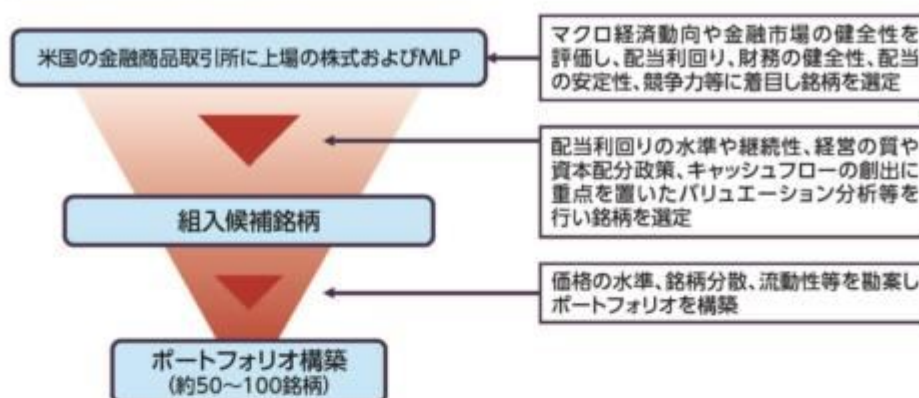 米国の金融商品取引所に上場の株式およびMLP
マクロ経済動向や金融市場の健全性を
評価し、配当利回り、財務の健全性、配当
の安定性、競争力等に着目し銘柄を選定
配当利回りの水準や継続性、経営の質や
資本配分政策、キャッシュフローの創出に
重点を置いたバリュエーション分析等を
行い銘柄を選定
組入候補銘柄
価格の水準、銘柄分散、流動性等を勘案し
ポートフォリオを構築
ポートフォリオ構築
(約50～100銘柄)